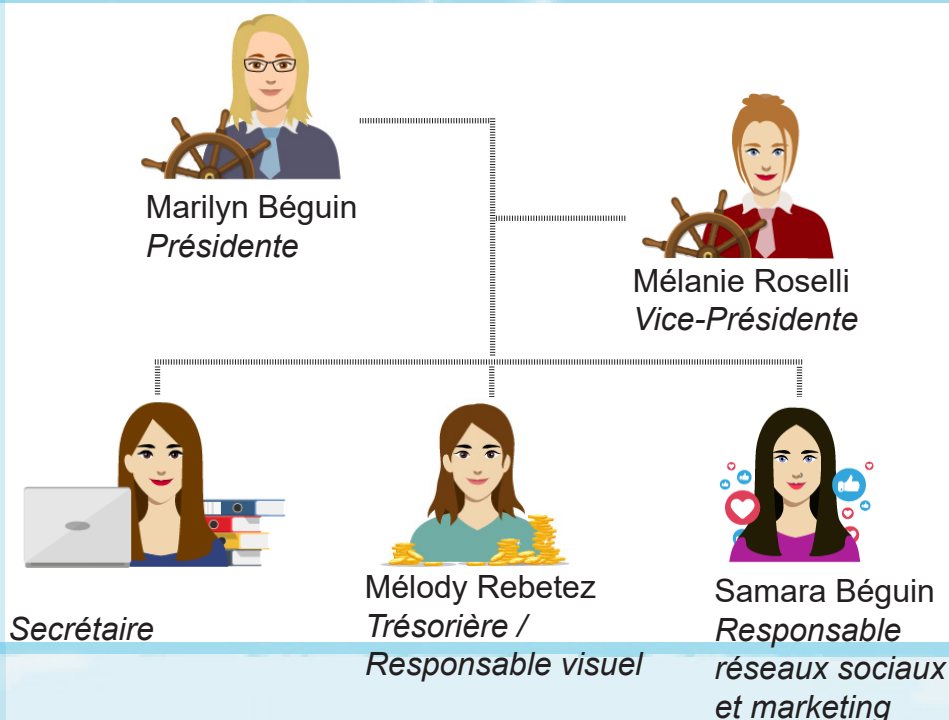 Marilyn Béguin
Présidente
Mélanie Roselli
Vice-Présidente
Secrétaire
Mélody Rebetez
Trésorière /
Responsable visuel
Samara Béguin
Responsable
réseaux sociaux
et marketing